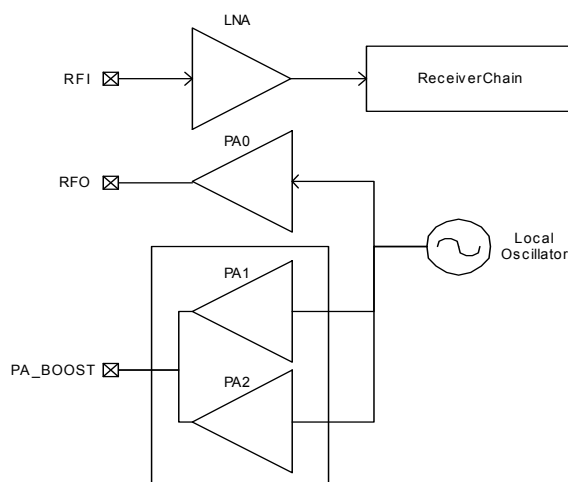 LNA
RFI
ReceiverChain
PA0
RFO
Local
Oscillator
PA1
PA_BOOST
PA2